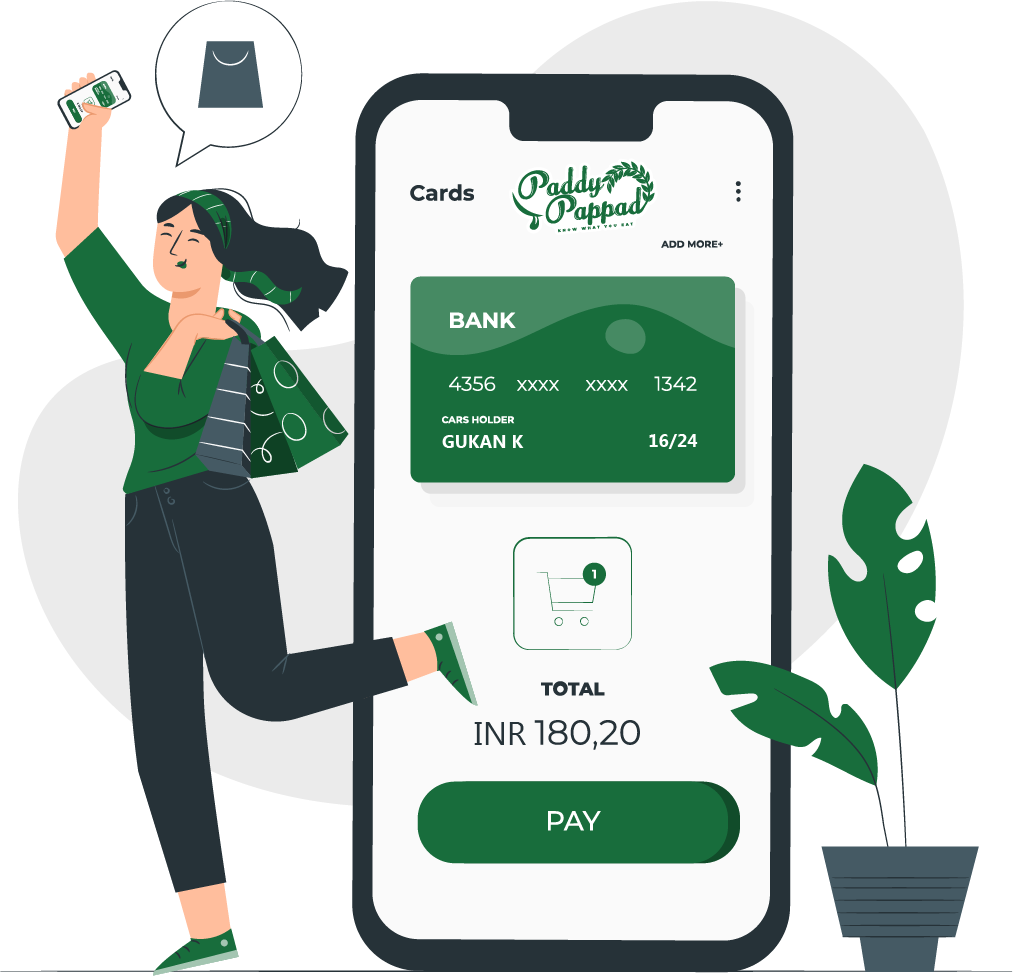 Cards
Paddy
Pappad
KNOW WHAT YOU EAT
ADD MORE+
BANK
4356 xxxx xxxx 1342
CARS HOLDER
GUKAN K 16/24
1
TOTAL
INR 180,20
PAY